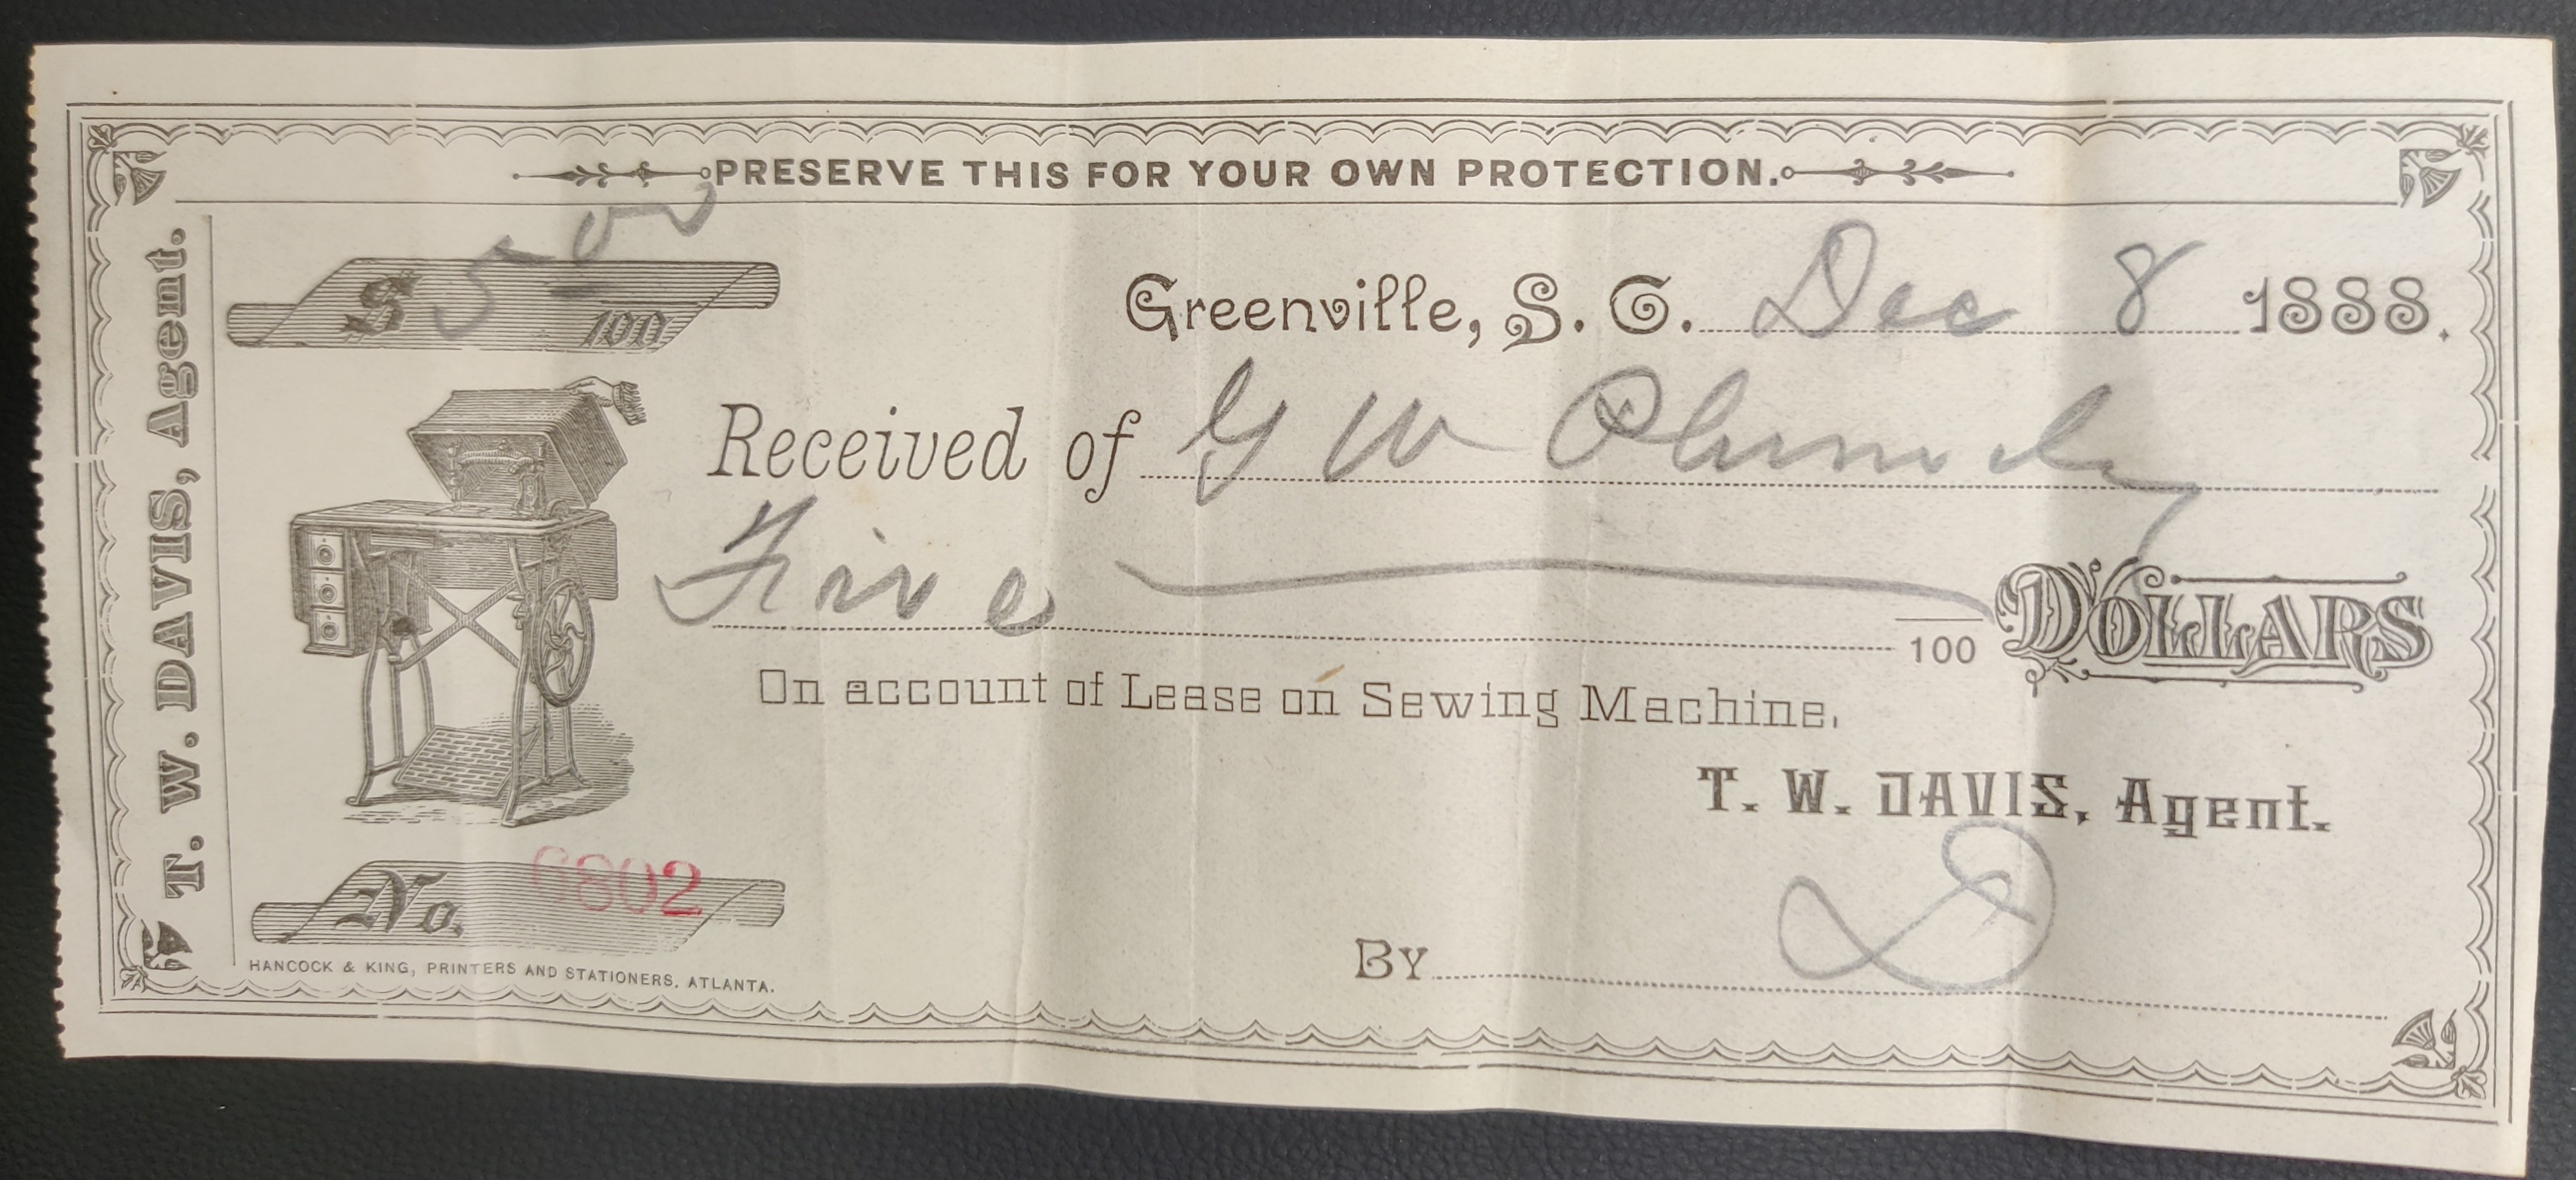 PRESERVE THIS FOR YOUR OWN PROTECTION.
T. W. DAVIS, Agent.
$ 5 00/100
Greenville, S. C. Dec 8 1888.
Received of G W
Five /100 DOLLARS
On account of Lease on Sewing Machine.
T. W. DAVIS, Agent.
No. 6802
By D
HANCOCK & KING, PRINTERS AND STATIONERS, ATLANTA.